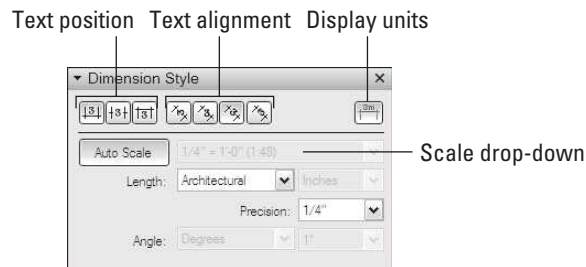 Text position Text alignment Display units
Dimension Style
Auto Scale 1/4" = 1'-0" (1:48) Scale drop-down
Length: Architectural Inches
Precision: 1/4"
Angle: Degrees 1°